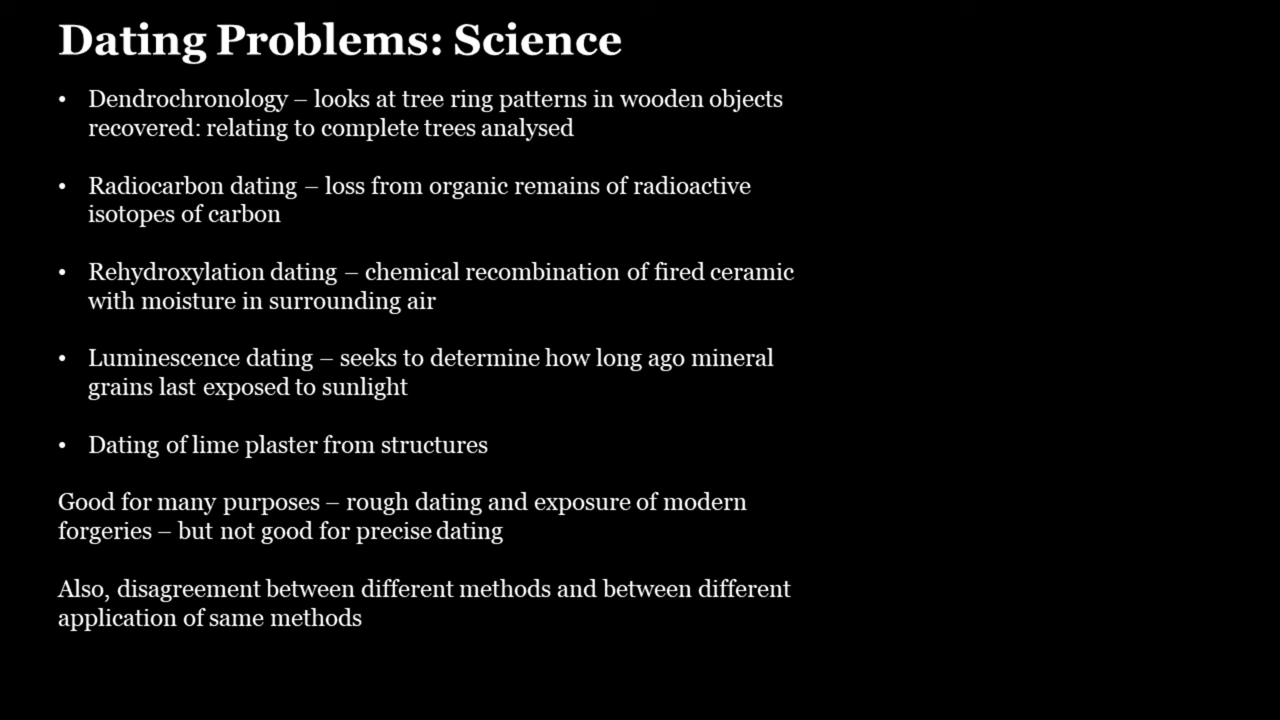 Dating Problems: Science
• Dendrochronology – looks at tree ring patterns in wooden objects
recovered: relating to complete trees analysed
• Radiocarbon dating – loss from organic remains of radioactive
isotopes of carbon
• Rehydroxylation dating – chemical recombination of fired ceramic
with moisture in surrounding air
• Luminescence dating – seeks to determine how long ago mineral
grains last exposed to sunlight
• Dating of lime plaster from structures
Good for many purposes – rough dating and exposure of modern
forgeries – but not good for precise dating
Also, disagreement between different methods and between different
application of same methods